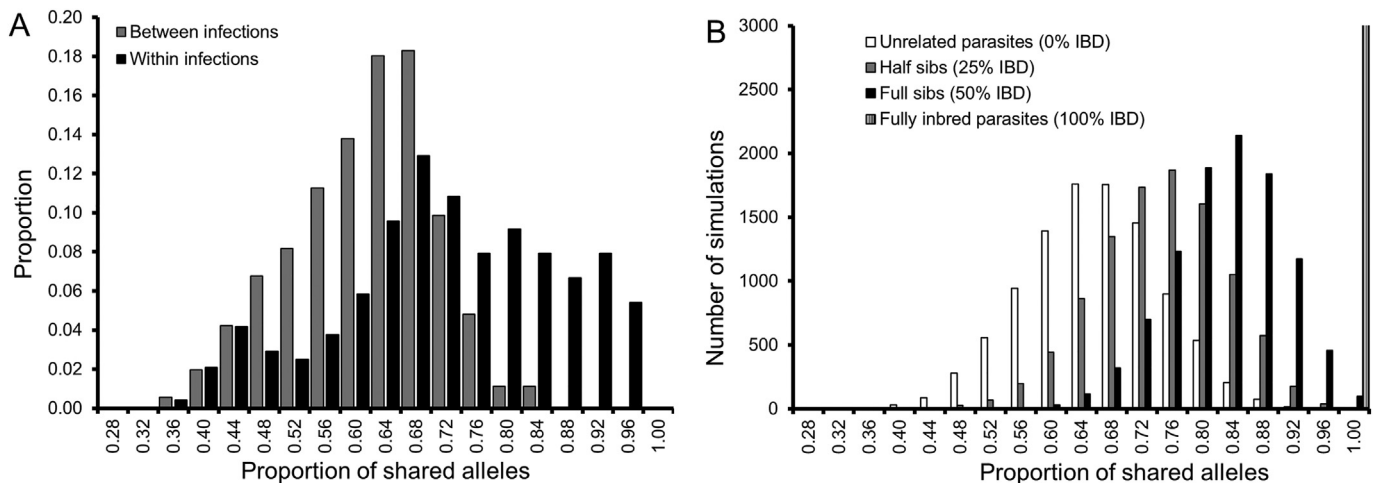 A
Between infections
Within infections
Proportion
0.20
0.18
0.16
0.14
0.12
0.10
0.08
0.06
0.04
0.02
0.00
0.28 0.32 0.36 0.40 0.44 0.48 0.52 0.56 0.60 0.64 0.68 0.72 0.76 0.80 0.84 0.88 0.92 0.96 1.00
Proportion of shared alleles
B
Unrelated parasites (0% IBD)
Half sibs (25% IBD)
Full sibs (50% IBD)
Fully inbred parasites (100% IBD)
Number of simulations
3000
2500
2000
1500
1000
500
0
0.28 0.32 0.36 0.40 0.44 0.48 0.52 0.56 0.60 0.64 0.68 0.72 0.76 0.80 0.84 0.88 0.92 0.96 1.00
Proportion of shared alleles